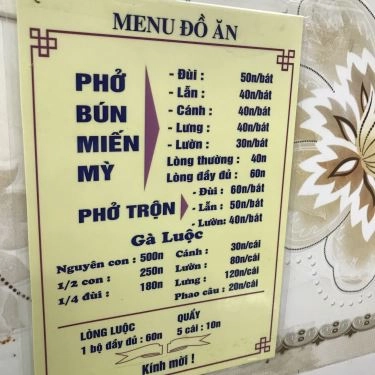 MENU ĐỒ ĂN
PHỞ
BÚN
MIẾN
MỲ
- Đùi : 50n/bát
- Lẫn : 40n/bát
- Cánh : 40n/bát
- Lưng : 40n/bát
- Lườn : 30n/bát
Lòng thường : 40n
Lòng đầy đủ : 60n
PHỞ TRỘN
- Đùi : 60n/bát
- Lẫn : 50n/bát
- Lườn: 40n/bát
Gà Luộc
Nguyên con : 500n
1/2 con : 250n
1/4 đùi : 180n
Cánh : 30n/cái
Lườn : 80n/cái
Lưng : 120n/cái
Phao câu : 20n/cái
LÒNG LUỘC
1 bộ đầy đủ : 60n
QUẨY
5 cái : 10n
Kính mời !